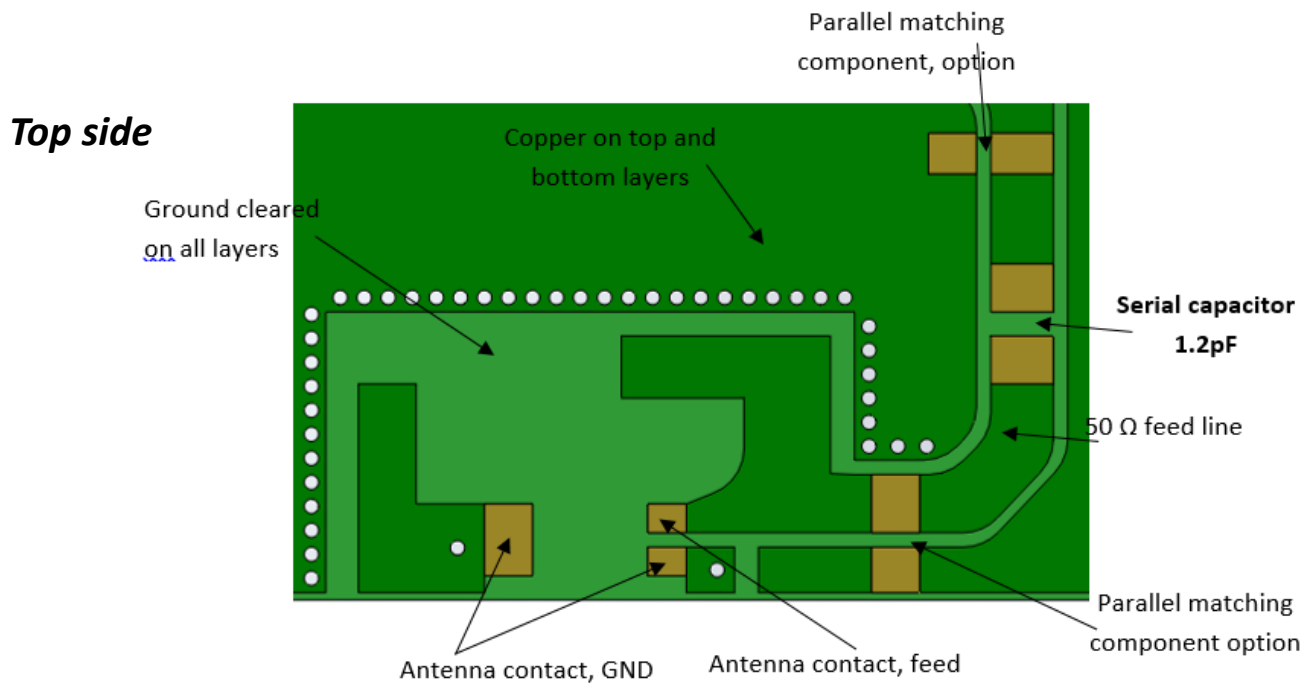 Parallel matching
component, option
Top side
Copper on top and
bottom layers
Ground cleared
on all layers
Serial capacitor
1.2pF
50 Ω feed line
Parallel matching
component option
Antenna contact, GND
Antenna contact, feed